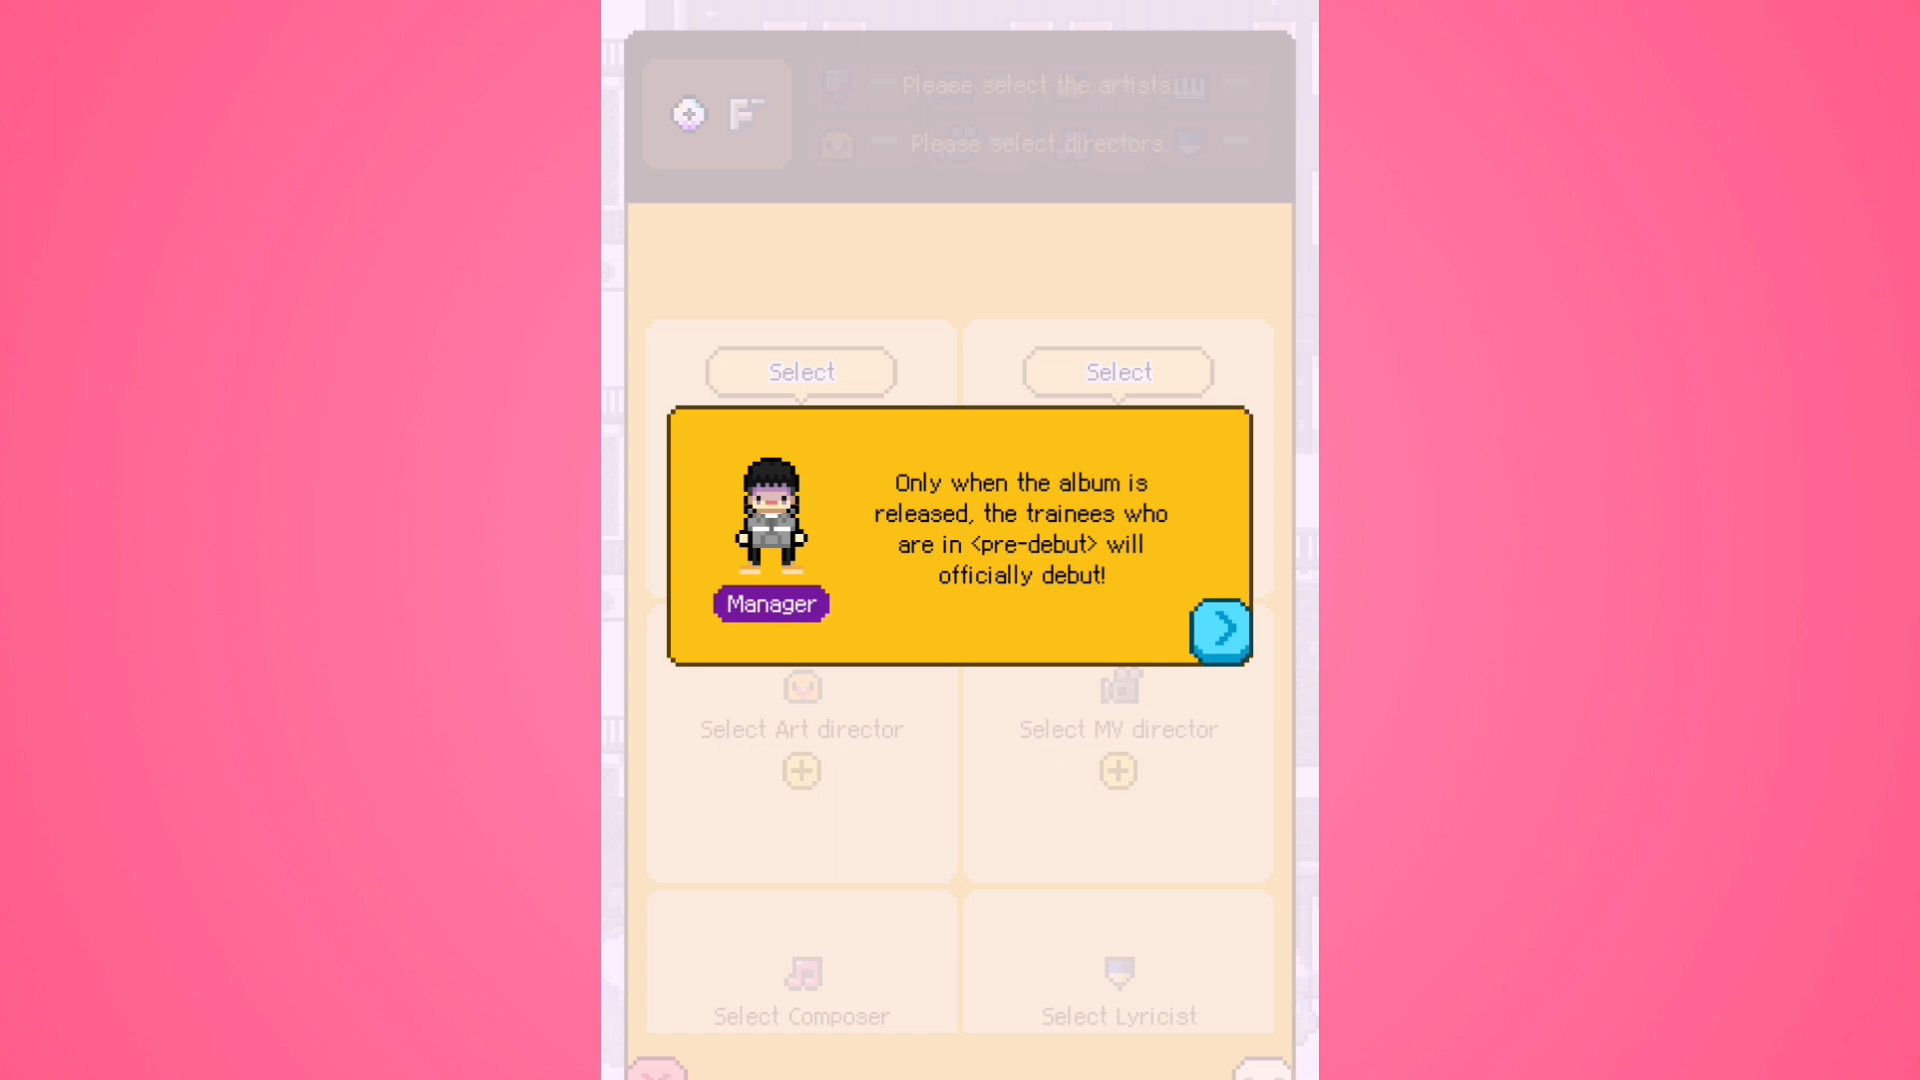 F-
Please select the artists.
Please select directors.
Select
Select
Only when the album is
released, the trainees who
are in <pre-debut> will
officially debut!
Manager
Select Art director
Select MV director
Select Composer
Select Lyricist